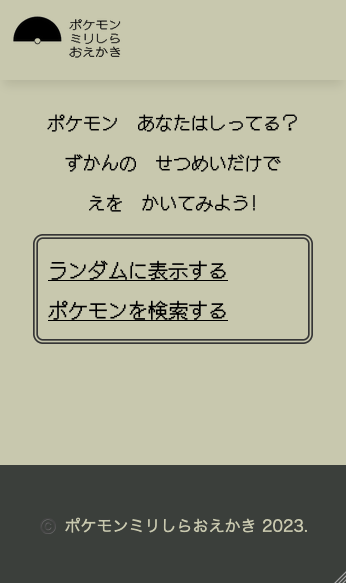 ポケモン
ミリしら
おえかき
ポケモン　あなたはしってる？
ずかんの　せつめいだけで
えを　かいてみよう！
ランダムに表示する
ポケモンを検索する
© ポケモンミリしらおえかき 2023.